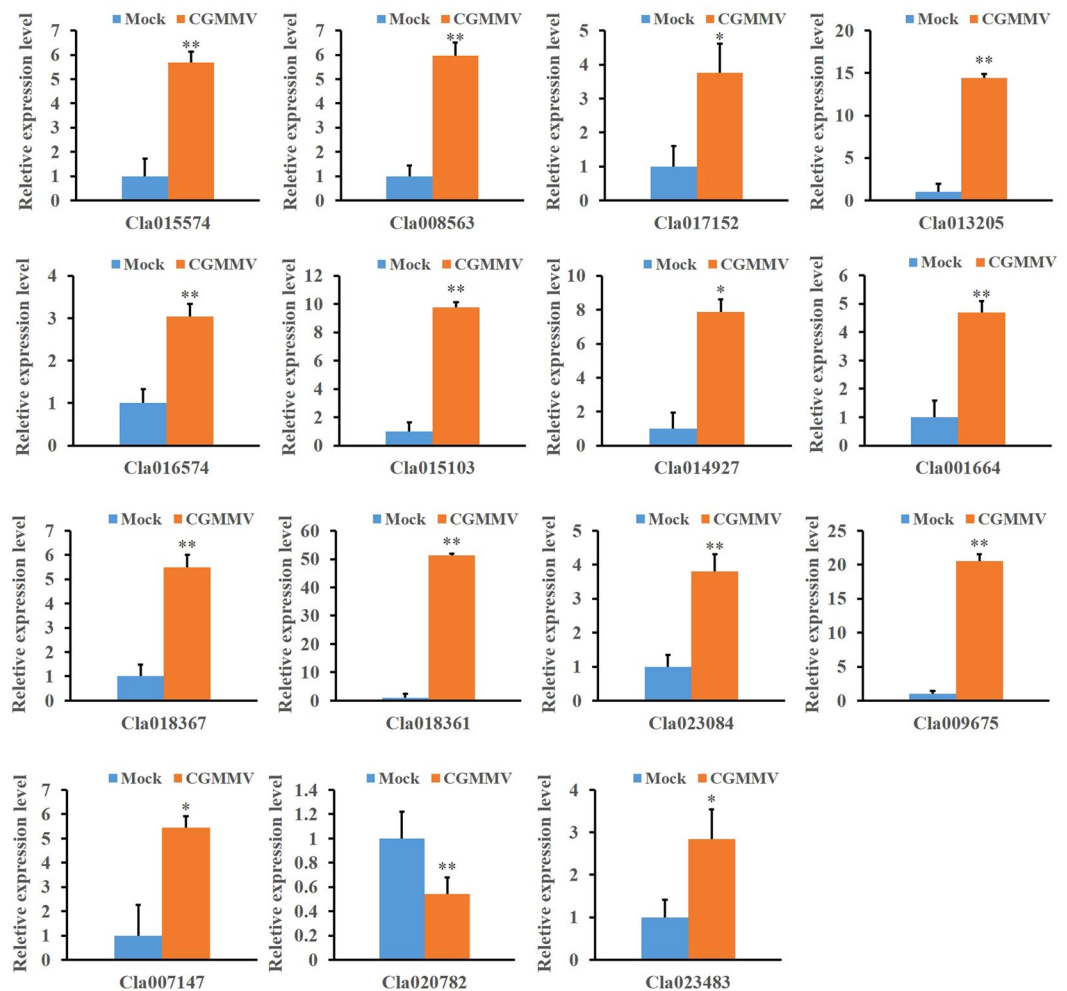 Mock CGMMV
Reletive expression level
7
6
5
4
3
2
1
0
**
Cla015574
Mock CGMMV
Reletive expression level
7
6
5
4
3
2
1
0
**
Cla008563
Mock CGMMV
Reletive expression level
5
4
3
2
1
0
*
Cla017152
Mock CGMMV
Reletive expression level
20
15
10
5
0
**
Cla013205
Mock CGMMV
Reletive expression level
4
3
2
1
0
**
Cla016574
Mock CGMMV
Reletive expression level
12
10
8
6
4
2
0
**
Cla015103
Mock CGMMV
Reletive expression level
10
8
6
4
2
0
*
Cla014927
Mock CGMMV
Reletive expression level
6
5
4
3
2
1
0
**
Cla001664
Mock CGMMV
Reletive expression level
7
6
5
4
3
2
1
0
**
Cla018367
Mock CGMMV
Reletive expression level
60
50
40
30
20
10
0
**
Cla018361
Mock CGMMV
Reletive expression level
5
4
3
2
1
0
**
Cla023084
Mock CGMMV
Reletive expression level
25
20
15
10
5
0
**
Cla009675
Mock CGMMV
Reletive expression level
7
6
5
4
3
2
1
0
*
Cla007147
Mock CGMMV
Reletive expression level
1.4
1.2
1
0.8
0.6
0.4
0.2
0
**
Cla020782
Mock CGMMV
Reletive expression level
4
3
2
1
0
*
Cla023483